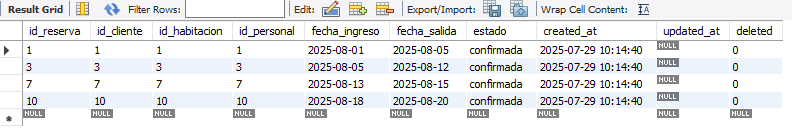 Result Grid Filter Rows: Edit: Export/Import: Wrap Cell Content:
id_reserva id_cliente id_habitacion id_personal fecha_ingreso fecha_salida estado created_at updated_at deleted
1 1 1 1 2025-08-01 2025-08-05 confirmada 2025-07-29 10:14:40 NULL 0
3 3 3 3 2025-08-05 2025-08-12 confirmada 2025-07-29 10:14:40 NULL 0
7 7 7 7 2025-08-13 2025-08-15 confirmada 2025-07-29 10:14:40 NULL 0
10 10 10 10 2025-08-18 2025-08-20 confirmada 2025-07-29 10:14:40 NULL 0
NULL NULL NULL NULL NULL NULL NULL NULL NULL NULL